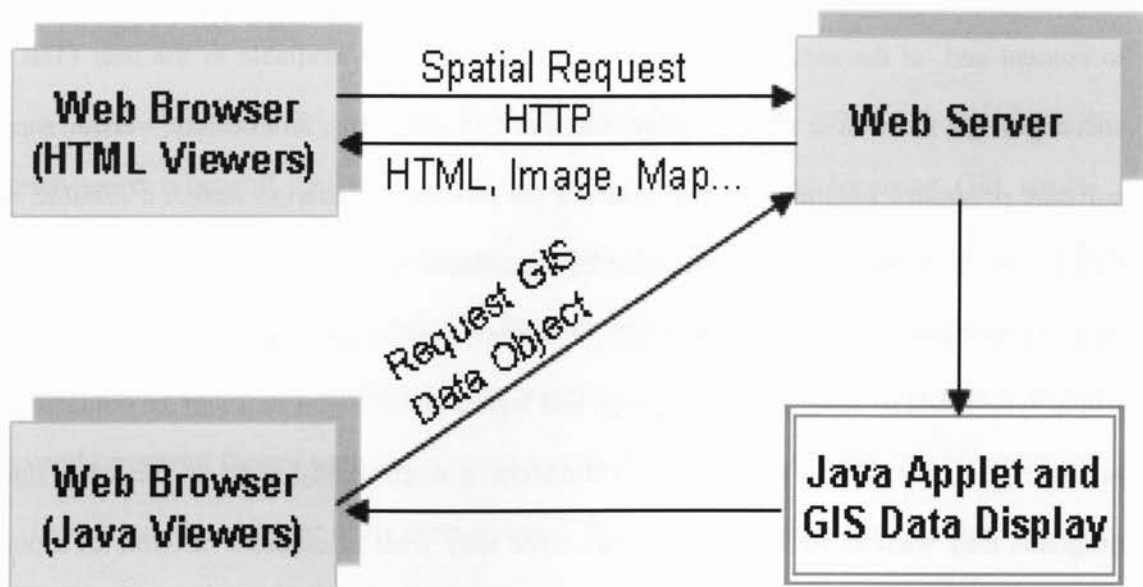 Web Browser
(HTML Viewers)
Spatial Request
HTTP
HTML, Image, Map...
Web Server
Request GIS
Data Object
Web Browser
(Java Viewers)
Java Applet and
GIS Data Display